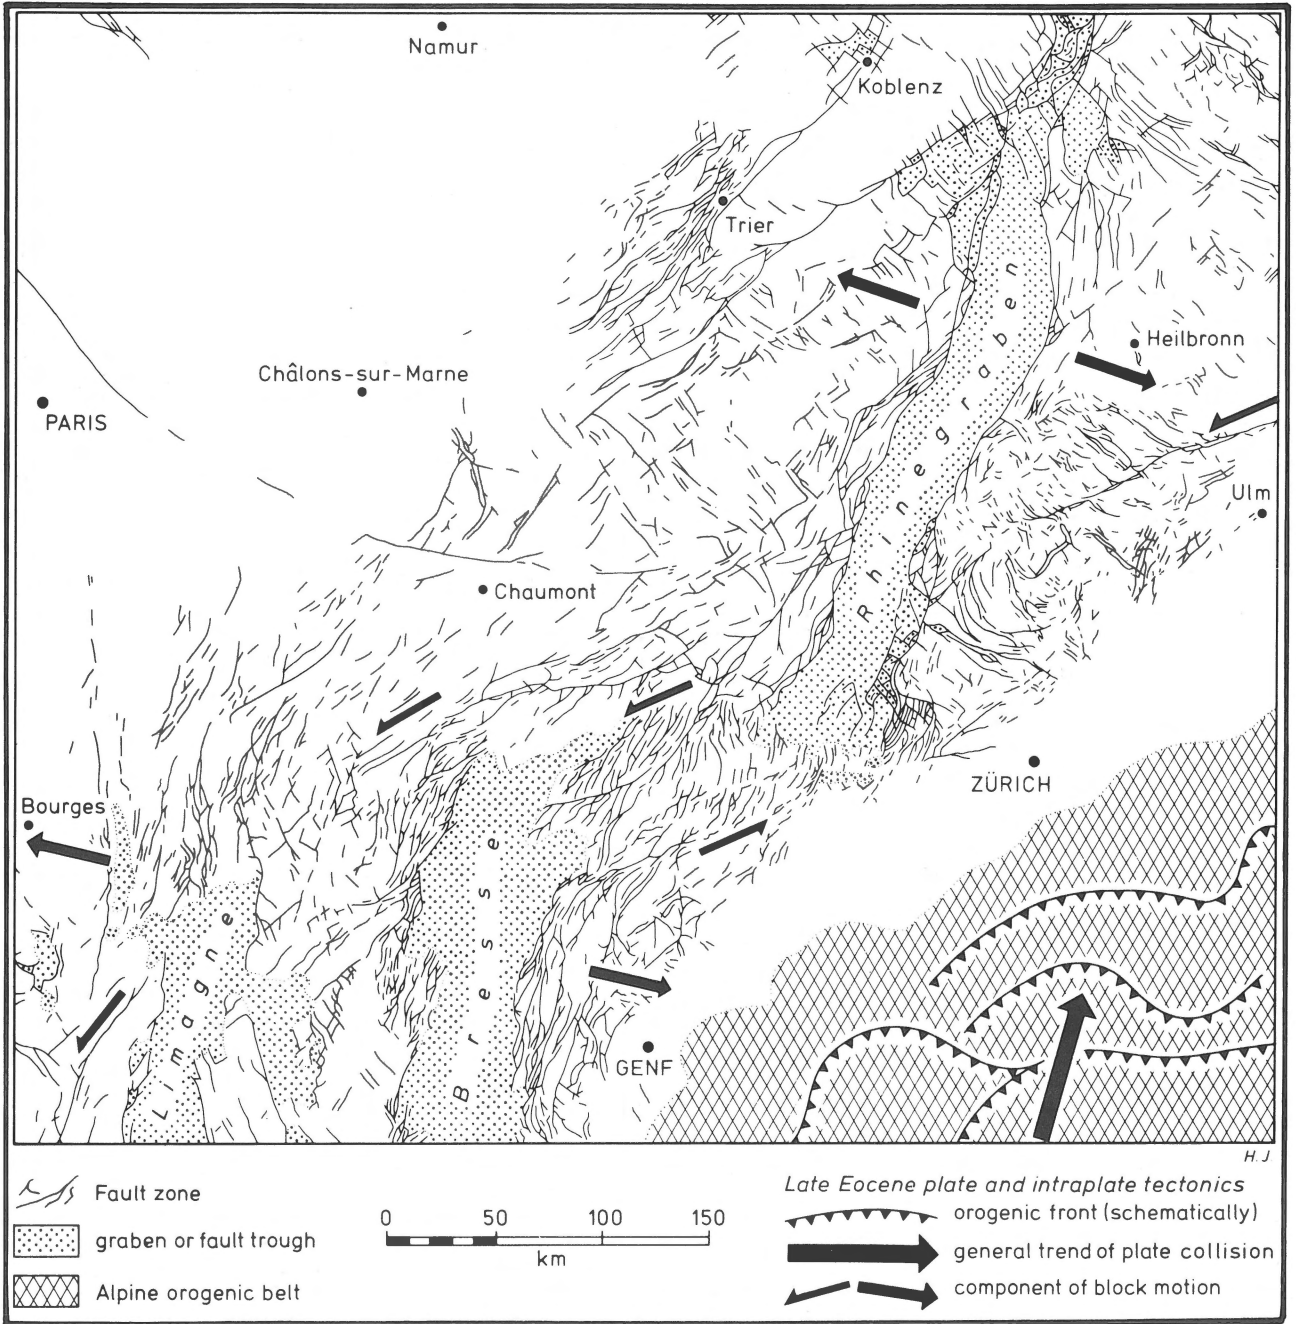 Namur
Koblenz
Trier
Heilbronn
Châlons-sur-Marne
PARIS
Ulm
Chaumont
Rhinegraben
ZÜRICH
Bourges
Limagne
Bresse
GENF
H. J.
Fault zone
graben or fault trough
Alpine orogenic belt
0 50 100 150
km
Late Eocene plate and intraplate tectonics
orogenic front (schematically)
general trend of plate collision
component of block motion